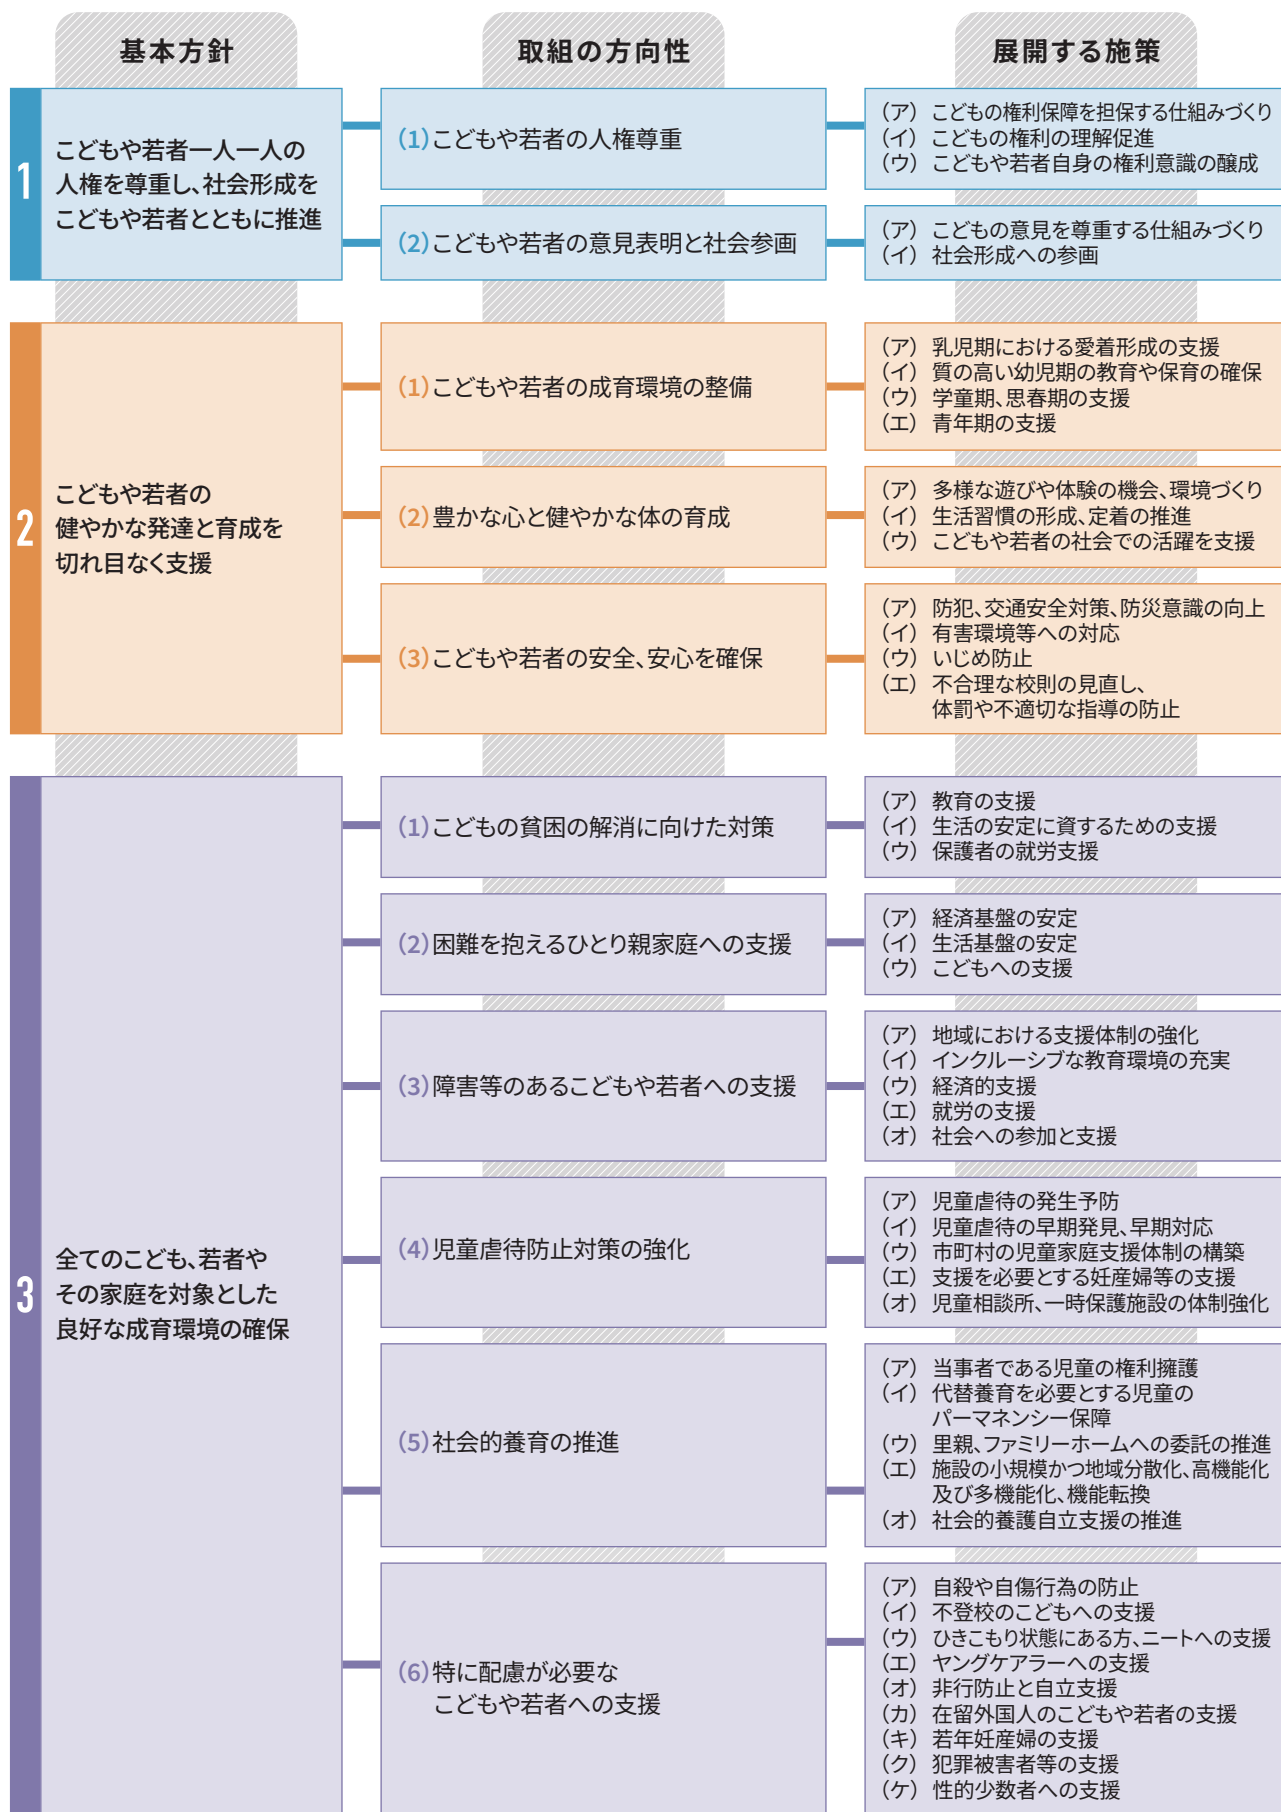 基本方針
取組の方向性
展開する施策
1
こどもや若者一人一人の
人権を尊重し、社会形成を
こどもや若者とともに推進
(1)こどもや若者の人権尊重
(ア) こどもの権利保障を担保する仕組みづくり
(イ) こどもの権利の理解促進
(ウ) こどもや若者自身の権利意識の醸成
(2)こどもや若者の意見表明と社会参画
(ア) こどもの意見を尊重する仕組みづくり
(イ) 社会形成への参画
2
こどもや若者の
健やかな発達と育成を
切れ目なく支援
(1)こどもや若者の成育環境の整備
(ア) 乳児期における愛着形成の支援
(イ) 質の高い幼児期の教育や保育の確保
(ウ) 学童期、思春期の支援
(エ) 青年期の支援
(2)豊かな心と健やかな体の育成
(ア) 多様な遊びや体験の機会、環境づくり
(イ) 生活習慣の形成、定着の推進
(ウ) こどもや若者の社会での活躍を支援
(3)こどもや若者の安全、安心を確保
(ア) 防犯、交通安全対策、防災意識の向上
(イ) 有害環境等への対応
(ウ) いじめ防止
(エ) 不合理な校則の見直し、
体罰や不適切な指導の防止
3
全てのこども、若者や
その家庭を対象とした
良好な成育環境の確保
(1)こどもの貧困の解消に向けた対策
(ア) 教育の支援
(イ) 生活の安定に資するための支援
(ウ) 保護者の就労支援
(2)困難を抱えるひとり親家庭への支援
(ア) 経済基盤の安定
(イ) 生活基盤の安定
(ウ) こどもへの支援
(3)障害等のあるこどもや若者への支援
(ア) 地域における支援体制の強化
(イ) インクルーシブな教育環境の充実
(ウ) 経済的支援
(エ) 就労の支援
(オ) 社会への参加と支援
(4)児童虐待防止対策の強化
(ア) 児童虐待の発生予防
(イ) 児童虐待の早期発見、早期対応
(ウ) 市町村の児童家庭支援体制の構築
(エ) 支援を必要とする妊産婦等の支援
(オ) 児童相談所、一時保護施設の体制強化
(5)社会的養育の推進
(ア) 当事者である児童の権利擁護
(イ) 代替養育を必要とする児童の
パーマネンシー保障
(ウ) 里親、ファミリーホームへの委託の推進
(エ) 施設の小規模かつ地域分散化、高機能化
及び多機能化、機能転換
(オ) 社会的養護自立支援の推進
(6)特に配慮が必要な
こどもや若者への支援
(ア) 自殺や自傷行為の防止
(イ) 不登校のこどもへの支援
(ウ) ひきこもり状態にある方、ニートへの支援
(エ) ヤングケアラーへの支援
(オ) 非行防止と自立支援
(カ) 在留外国人のこどもや若者の支援
(キ) 若年妊産婦の支援
(ク) 犯罪被害者等の支援
(ケ) 性的少数者への支援